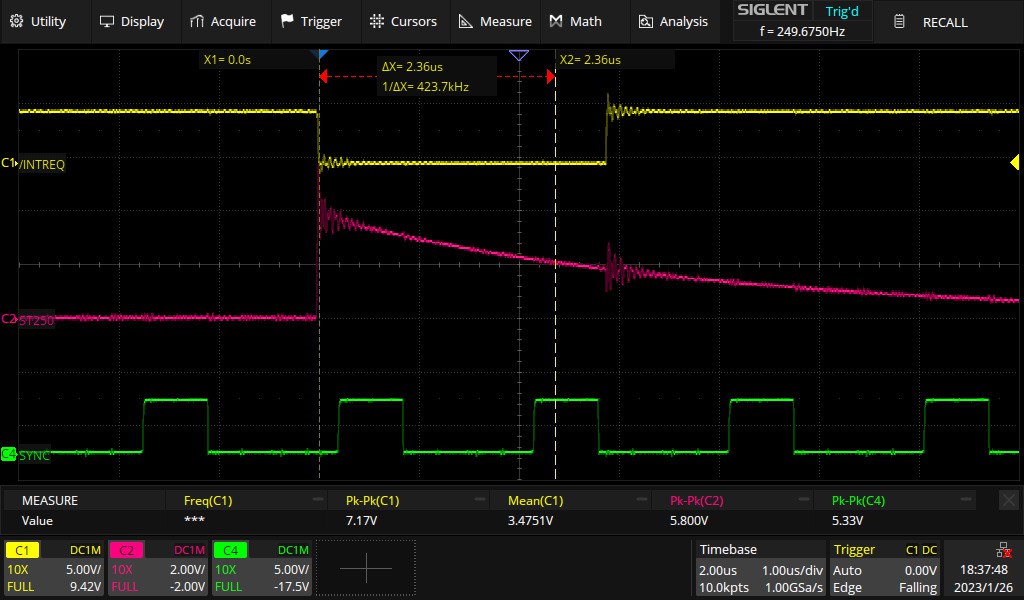 Utility Display Acquire Trigger Cursors Measure Math Analysis SIGLENT Trig'd RECALL
f = 249.6750Hz
X1= 0.0s X2= 2.36us
ΔX= 2.36us
1/ΔX= 423.7kHz
C1 /INTREQ
C2 ST250
C4 SYNC
MEASURE Freq(C1) Pk-Pk(C1) Mean(C1) Pk-Pk(C2) Pk-Pk(C4)
Value *** 7.17V 3.4751V 5.800V 5.33V
C1 DC1M C2 DC1M C4 DC1M Timebase Trigger C1 DC
10X 5.00V/ 10X 2.00V/ 10X 5.00V/ 2.00us 1.00us/div Auto 0.00V 18:37:48
FULL 9.42V FULL -2.00V FULL -17.5V 10.0kpts 1.00GSa/s Edge Falling 2023/1/26